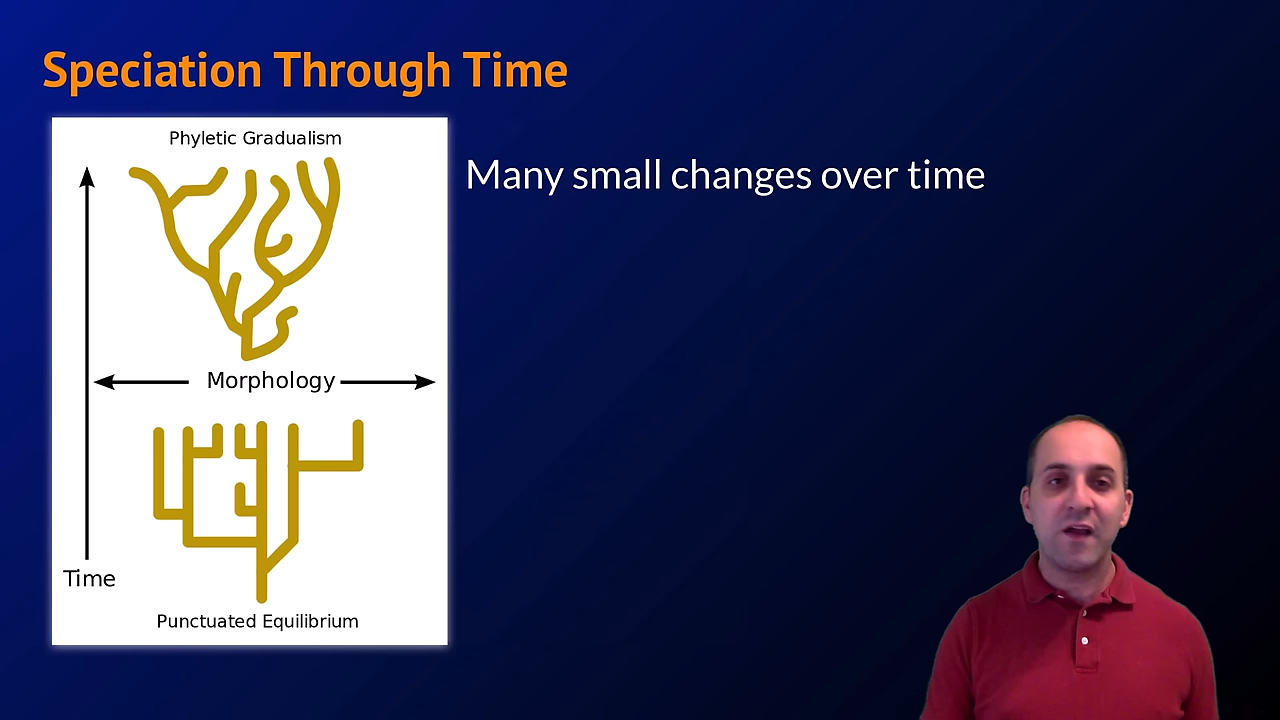 Speciation Through Time
Phyletic Gradualism
Many small changes over time
Morphology
Time
Punctuated Equilibrium